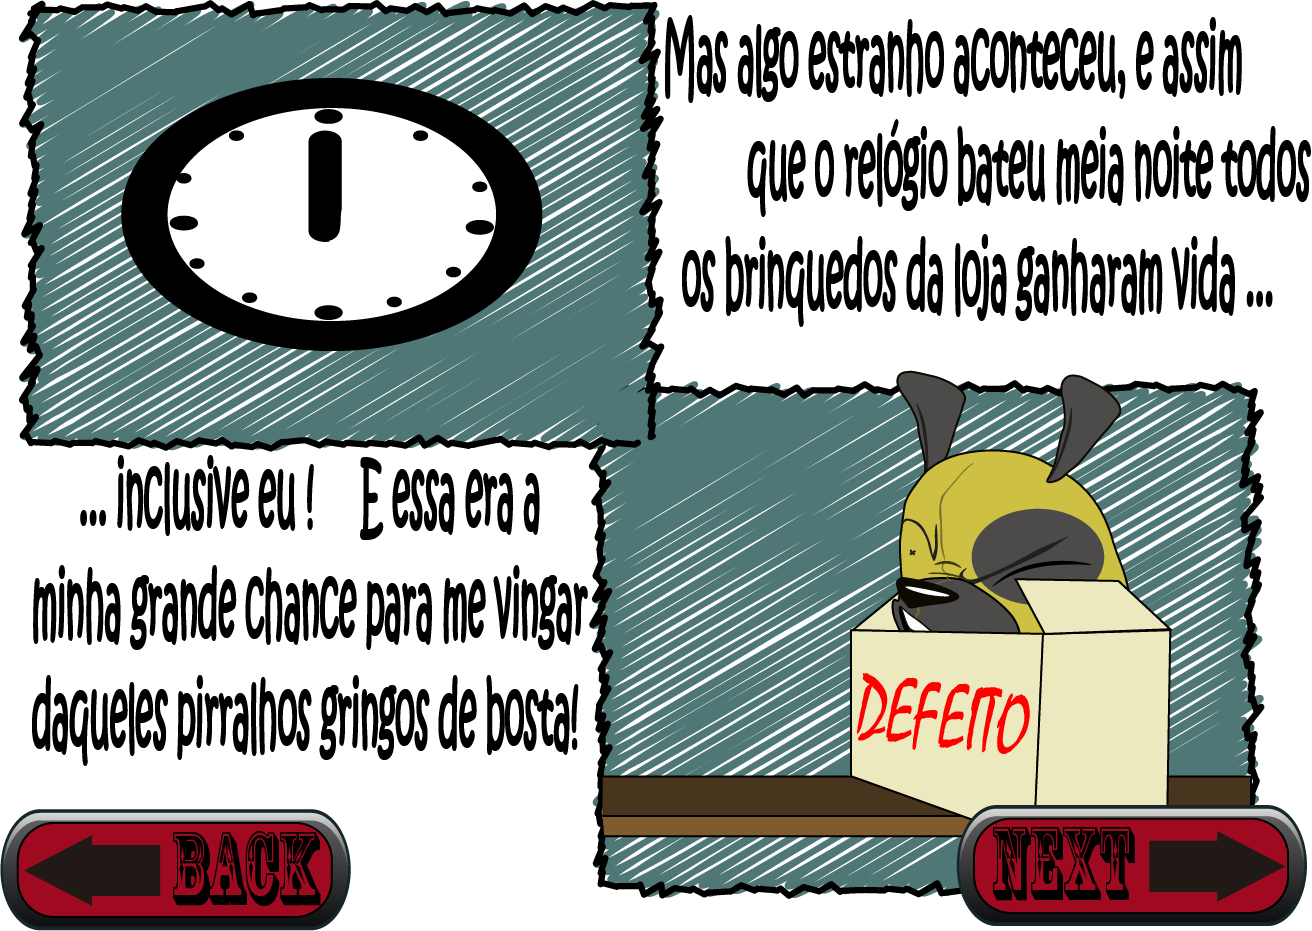 Mas algo estranho aconteceu, e assim
que o relógio bateu meia noite todos
os brinquedos da loja ganharam vida ...
... inclusive eu ! E essa era a
minha grande chance para me vingar
daqueles pirralhos gringos de bosta!
DEFEITO
BACK
NEXT